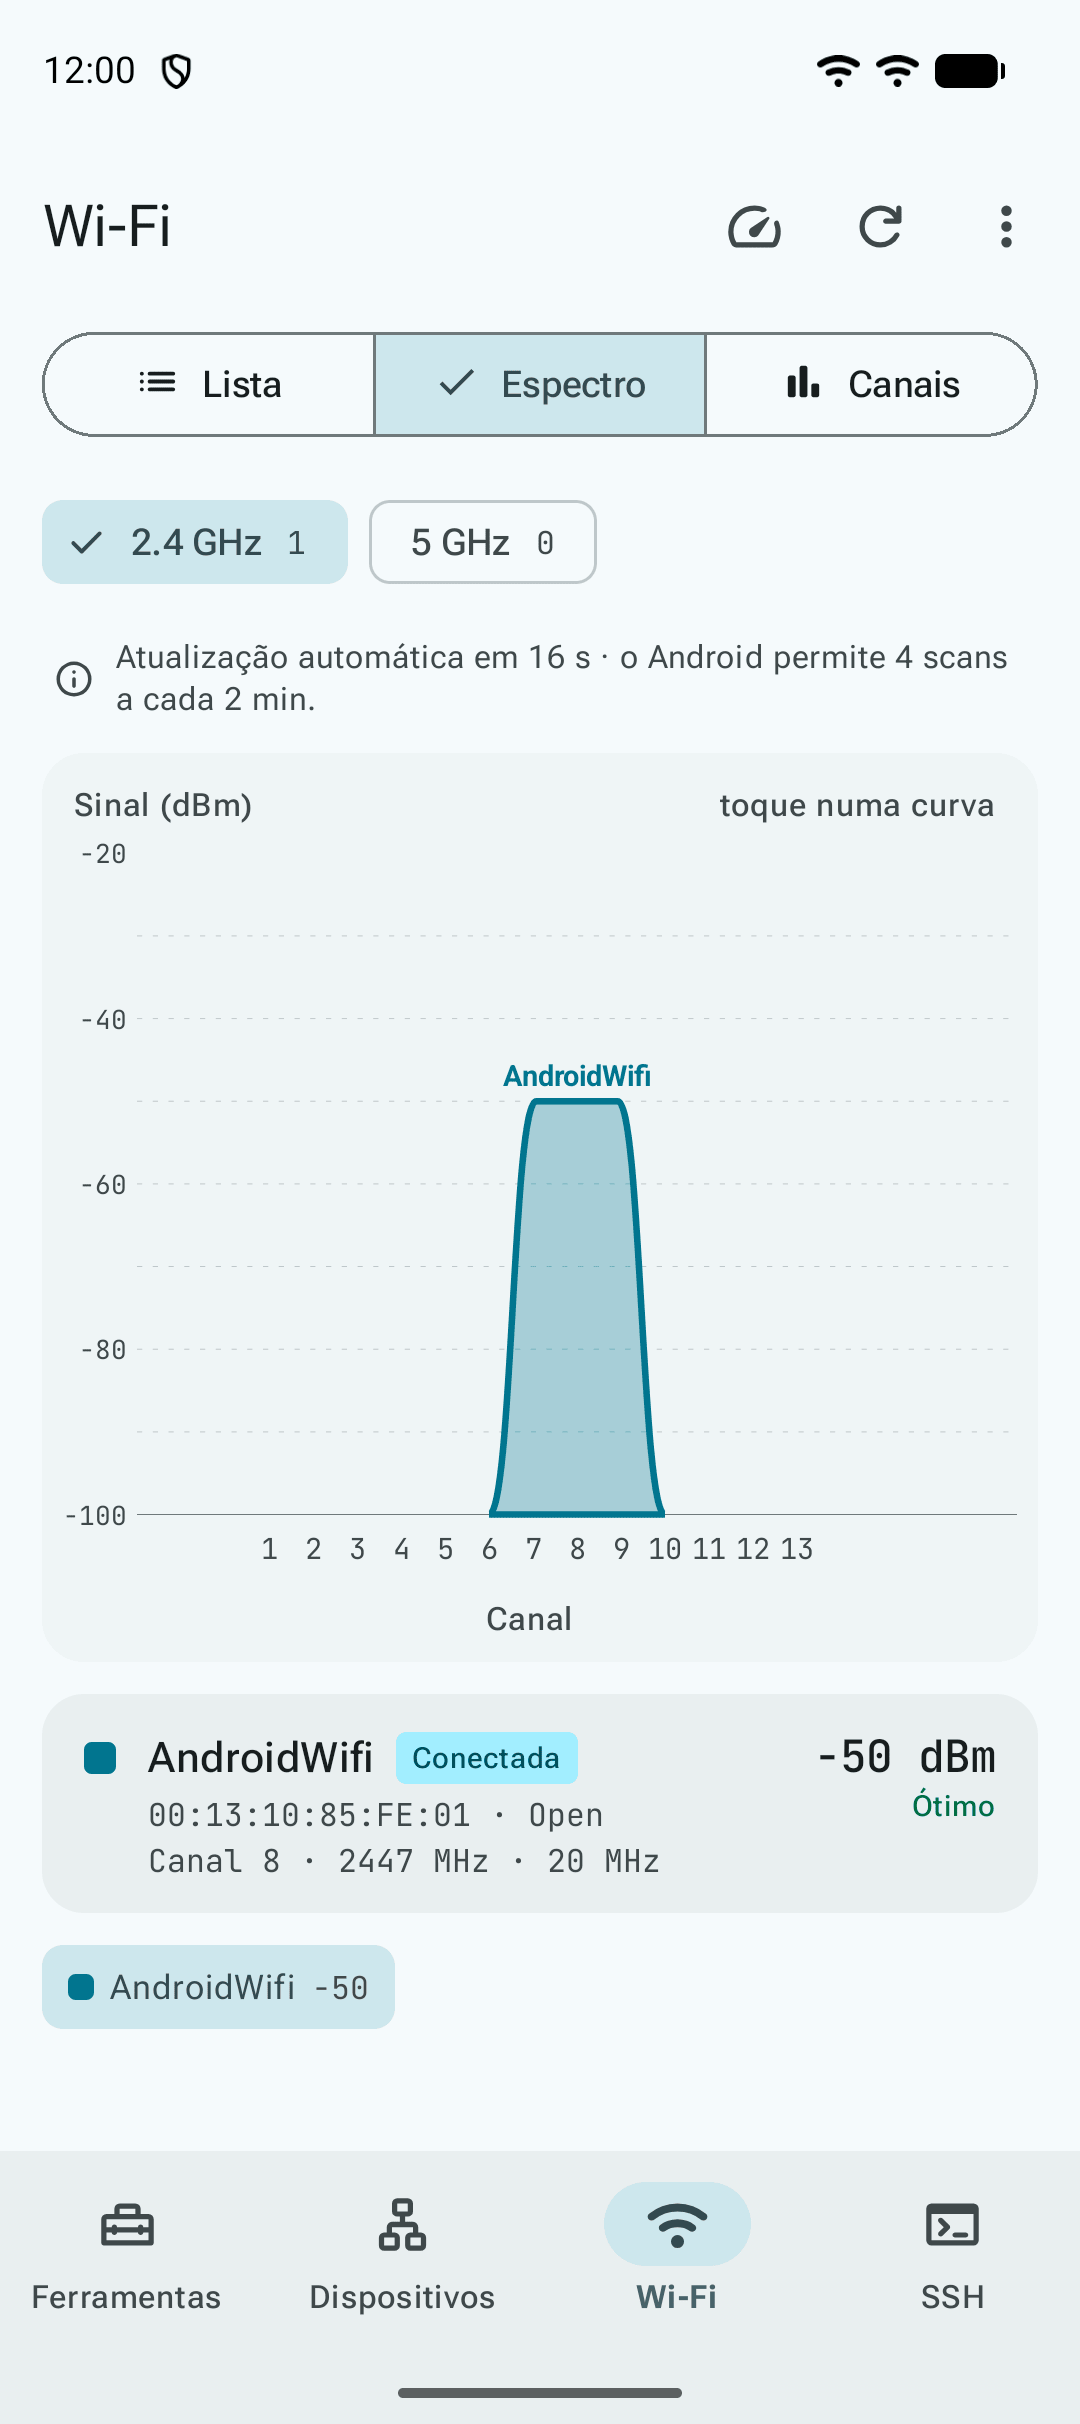 12:00
Wi-Fi
Lista
Espectro
Canais
2.4 GHz 1
5 GHz 0
Atualização automática em 16 s · o Android permite 4 scans
a cada 2 min.
Sinal (dBm)
toque numa curva
-20
-40
AndroidWifi
-60
-80
-100
1 2 3 4 5 6 7 8 9 10 11 12 13
Canal
AndroidWifi Conectada -50 dBm
00:13:10:85:FE:01 · Open
Ótimo
Canal 8 · 2447 MHz · 20 MHz
AndroidWifi -50
Ferramentas
Dispositivos
Wi-Fi
SSH